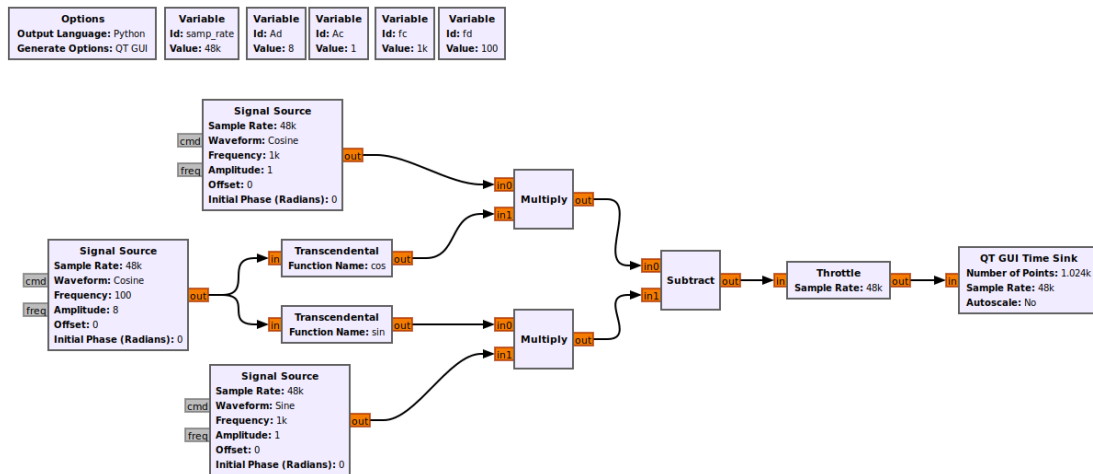 Options
Output Language: Python
Generate Options: QT GUI
Variable
Id: samp_rate
Value: 48k
Variable
Id: Ad
Value: 8
Variable
Id: Ac
Value: 1
Variable
Id: fc
Value: 1k
Variable
Id: fd
Value: 100
Signal Source
Sample Rate: 48k
Waveform: Cosine
Frequency: 1k
Amplitude: 1
Offset: 0
Initial Phase (Radians): 0
cmd
freq
out
in0
in1
Multiply
out
Signal Source
Sample Rate: 48k
Waveform: Cosine
Frequency: 100
Amplitude: 8
Offset: 0
Initial Phase (Radians): 0
cmd
freq
out
in
Transcendental
Function Name: cos
out
in
Transcendental
Function Name: sin
out
in0
in1
Multiply
out
in0
in1
Subtract
out
in
Throttle
Sample Rate: 48k
out
in
QT GUI Time Sink
Number of Points: 1.024k
Sample Rate: 48k
Autoscale: No
Signal Source
Sample Rate: 48k
Waveform: Sine
Frequency: 1k
Amplitude: 1
Offset: 0
Initial Phase (Radians): 0
cmd
freq
out